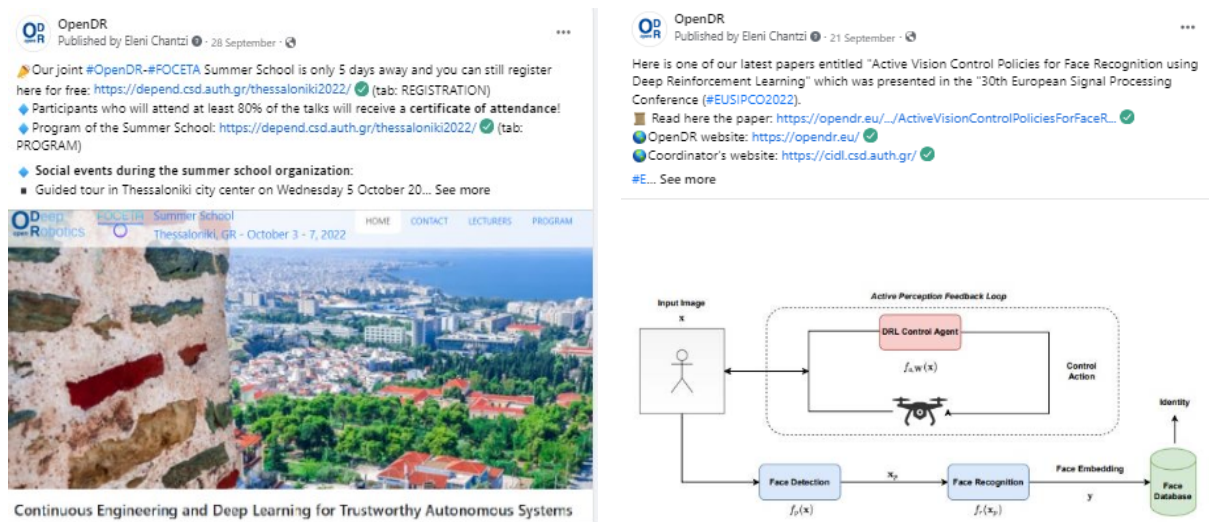 OpenDR
Published by Eleni Chantzi · 28 September ·
Our joint #OpenDR-#FOCETA Summer School is only 5 days away and you can still register
here for free: https://depend.csd.auth.gr/thessaloniki2022/ (tab: REGISTRATION)
Participants who will attend at least 80% of the talks will receive a certificate of attendance!
Program of the Summer School: https://depend.csd.auth.gr/thessaloniki2022/ (tab:
PROGRAM)
Social events during the summer school organization:
Guided tour in Thessaloniki city center on Wednesday 5 October 20... See more
Deep
Robotics
open DR
FOCETA
Summer School
Thessaloniki, GR - October 3 - 7, 2022
HOME CONTACT LECTURERS PROGRAM
Continuous Engineering and Deep Learning for Trustworthy Autonomous Systems
OpenDR
Published by Eleni Chantzi · 21 September ·
Here is one of our latest papers entitled "Active Vision Control Policies for Face Recognition using
Deep Reinforcement Learning" which was presented in the "30th European Signal Processing
Conference (#EUSIPCO2022).
Read here the paper: https://opendr.eu/.../ActiveVisionControlPoliciesForFaceR...
OpenDR website: https://opendr.eu/
Coordinator's website: https://cidl.csd.auth.gr/
#E... See more
Active Perception Feedback Loop
Input Image
x
DRL Control Agent
fₐ,W(x)
Control
Action
Identity
Face Detection
fₚ(x)
xₚ
Face Recognition
fᵣ(xₚ)
Face Embedding
y
Face
Database